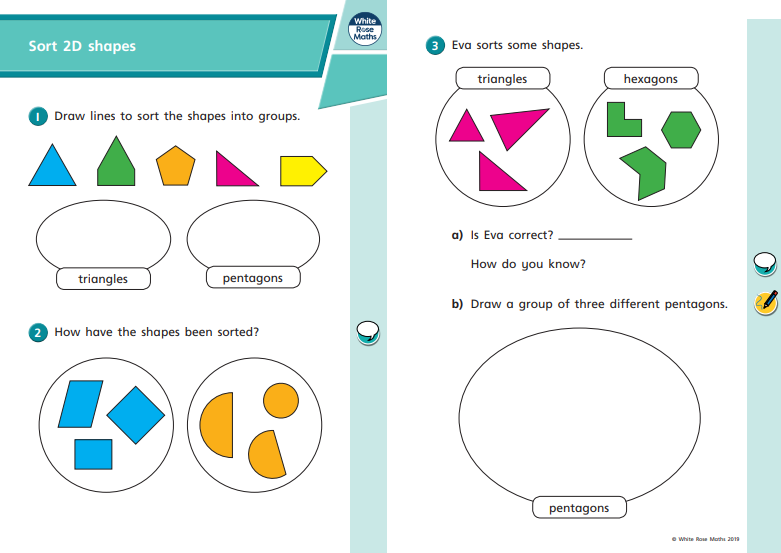 Sort 2D shapes
White
Rose
Maths
1 Draw lines to sort the shapes into groups.
triangles
pentagons
2 How have the shapes been sorted?
3 Eva sorts some shapes.
triangles
hexagons
a) Is Eva correct? ____________
How do you know?
b) Draw a group of three different pentagons.
pentagons
© White Rose Maths 2019